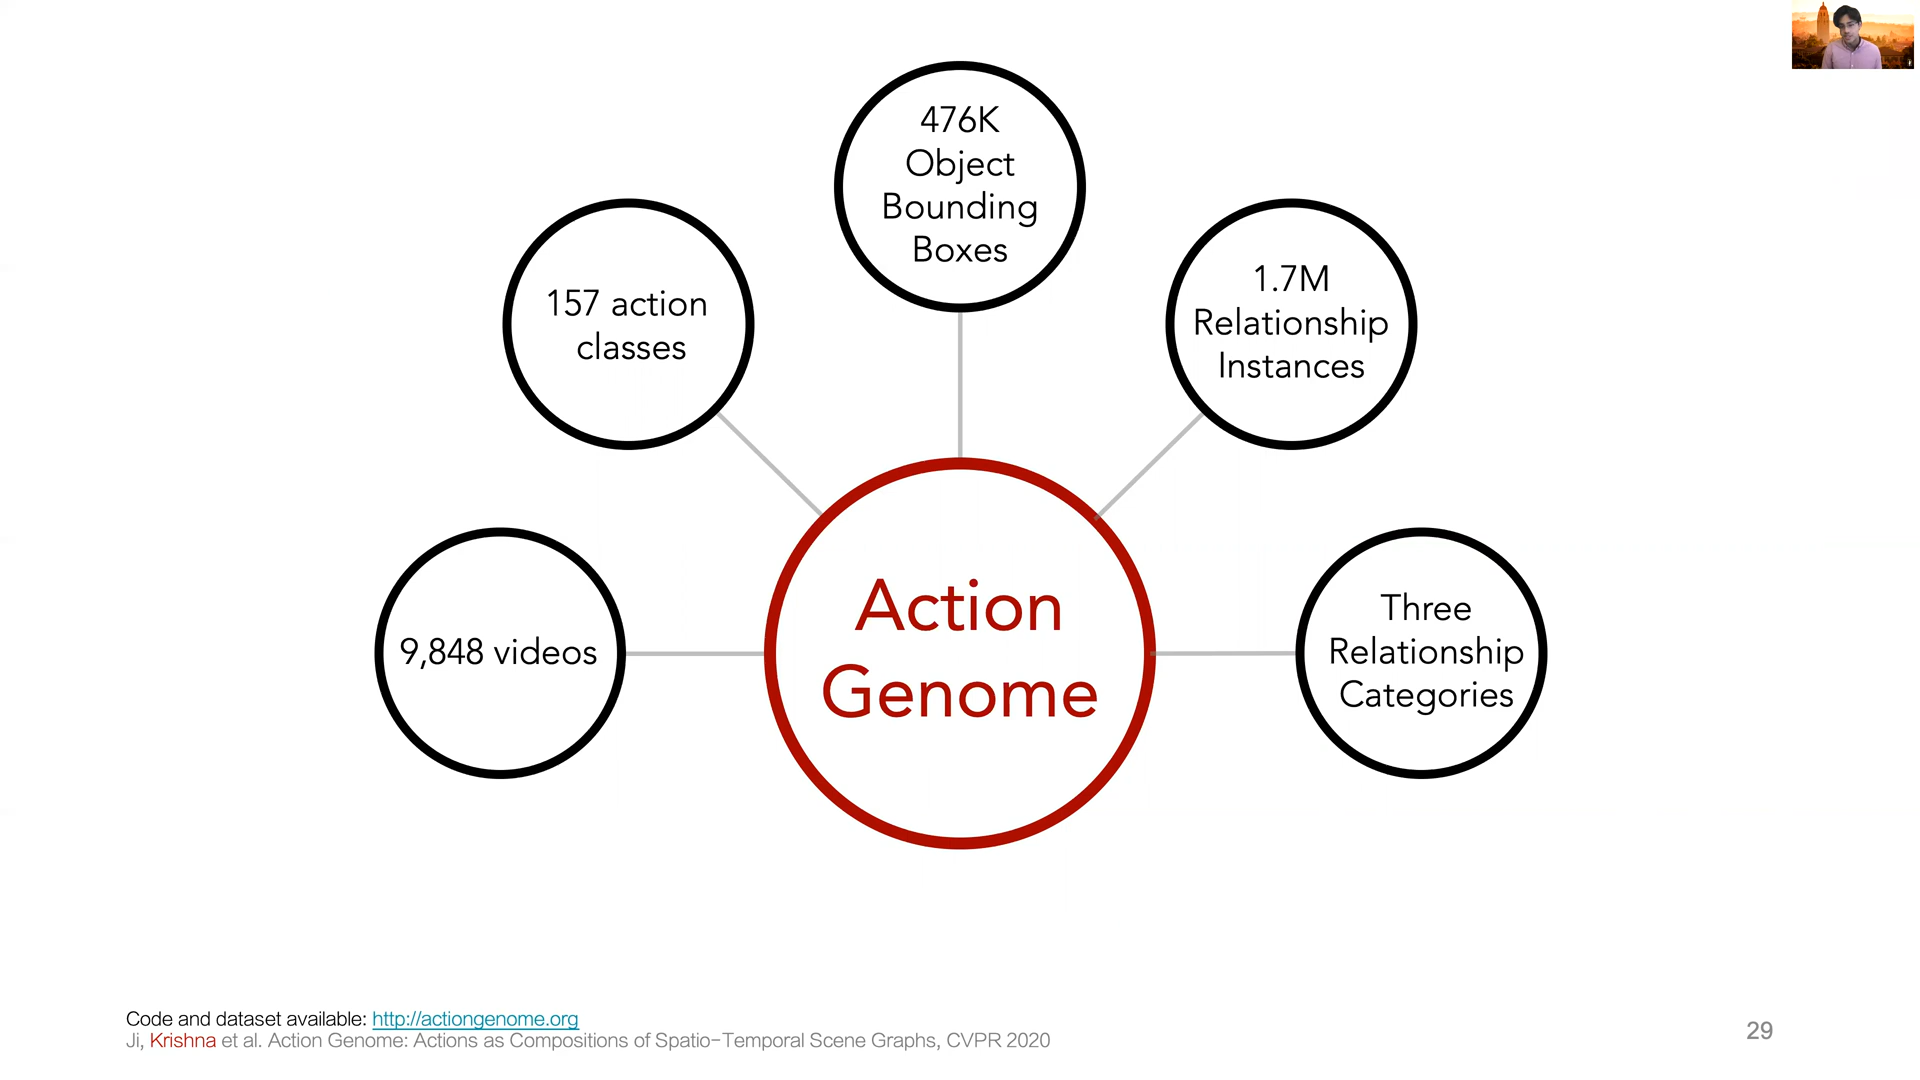 476K
Object
Bounding
Boxes
157 action
classes
1.7M
Relationship
Instances
9,848 videos
Action
Genome
Three
Relationship
Categories
Code and dataset available: http://actiongenome.org
Ji, Krishna et al. Action Genome: Actions as Compositions of Spatio-Temporal Scene Graphs, CVPR 2020
29